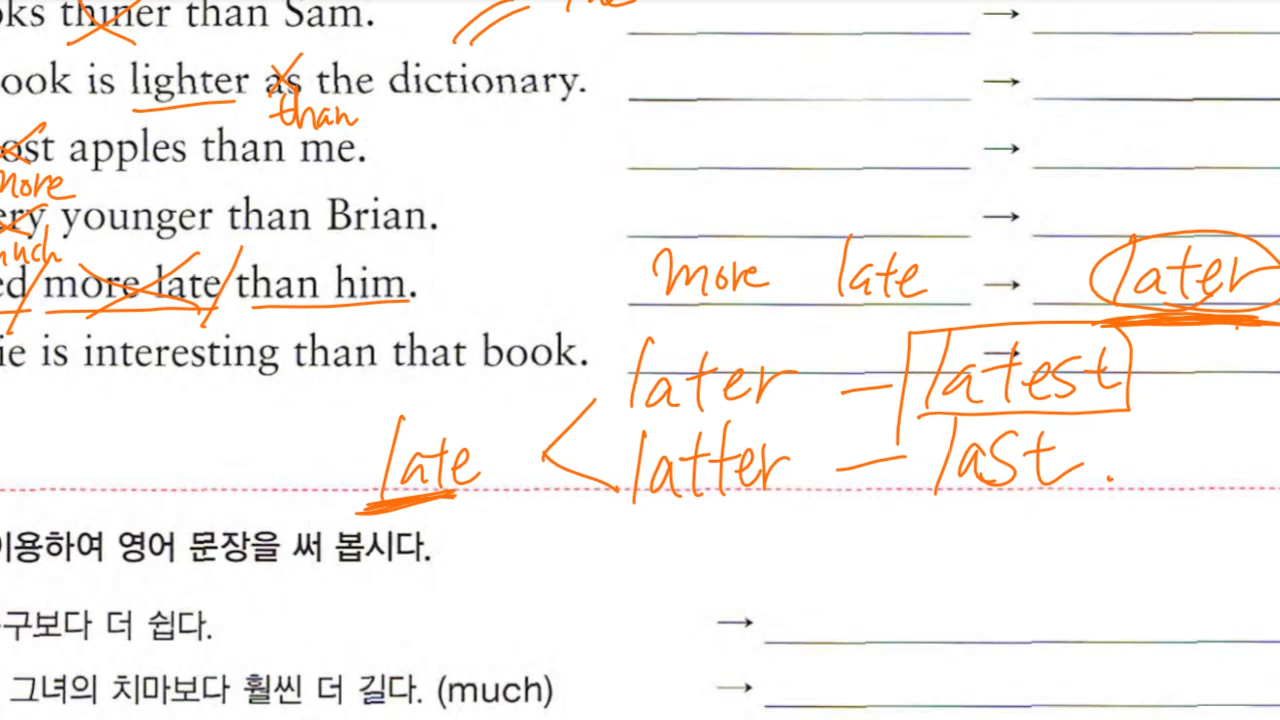 oks thiner than Sam. →
ook is lighter as the dictionary. →
than
ost apples than me. →
more
ery younger than Brian. →
much
ed more late than him. more late → later
ie is interesting than that book. →
later - latest
late < latter - last.
이용하여 영어 문장을 써 봅시다.
구보다 더 쉽다. →
그녀의 치마보다 훨씬 더 길다. (much) →